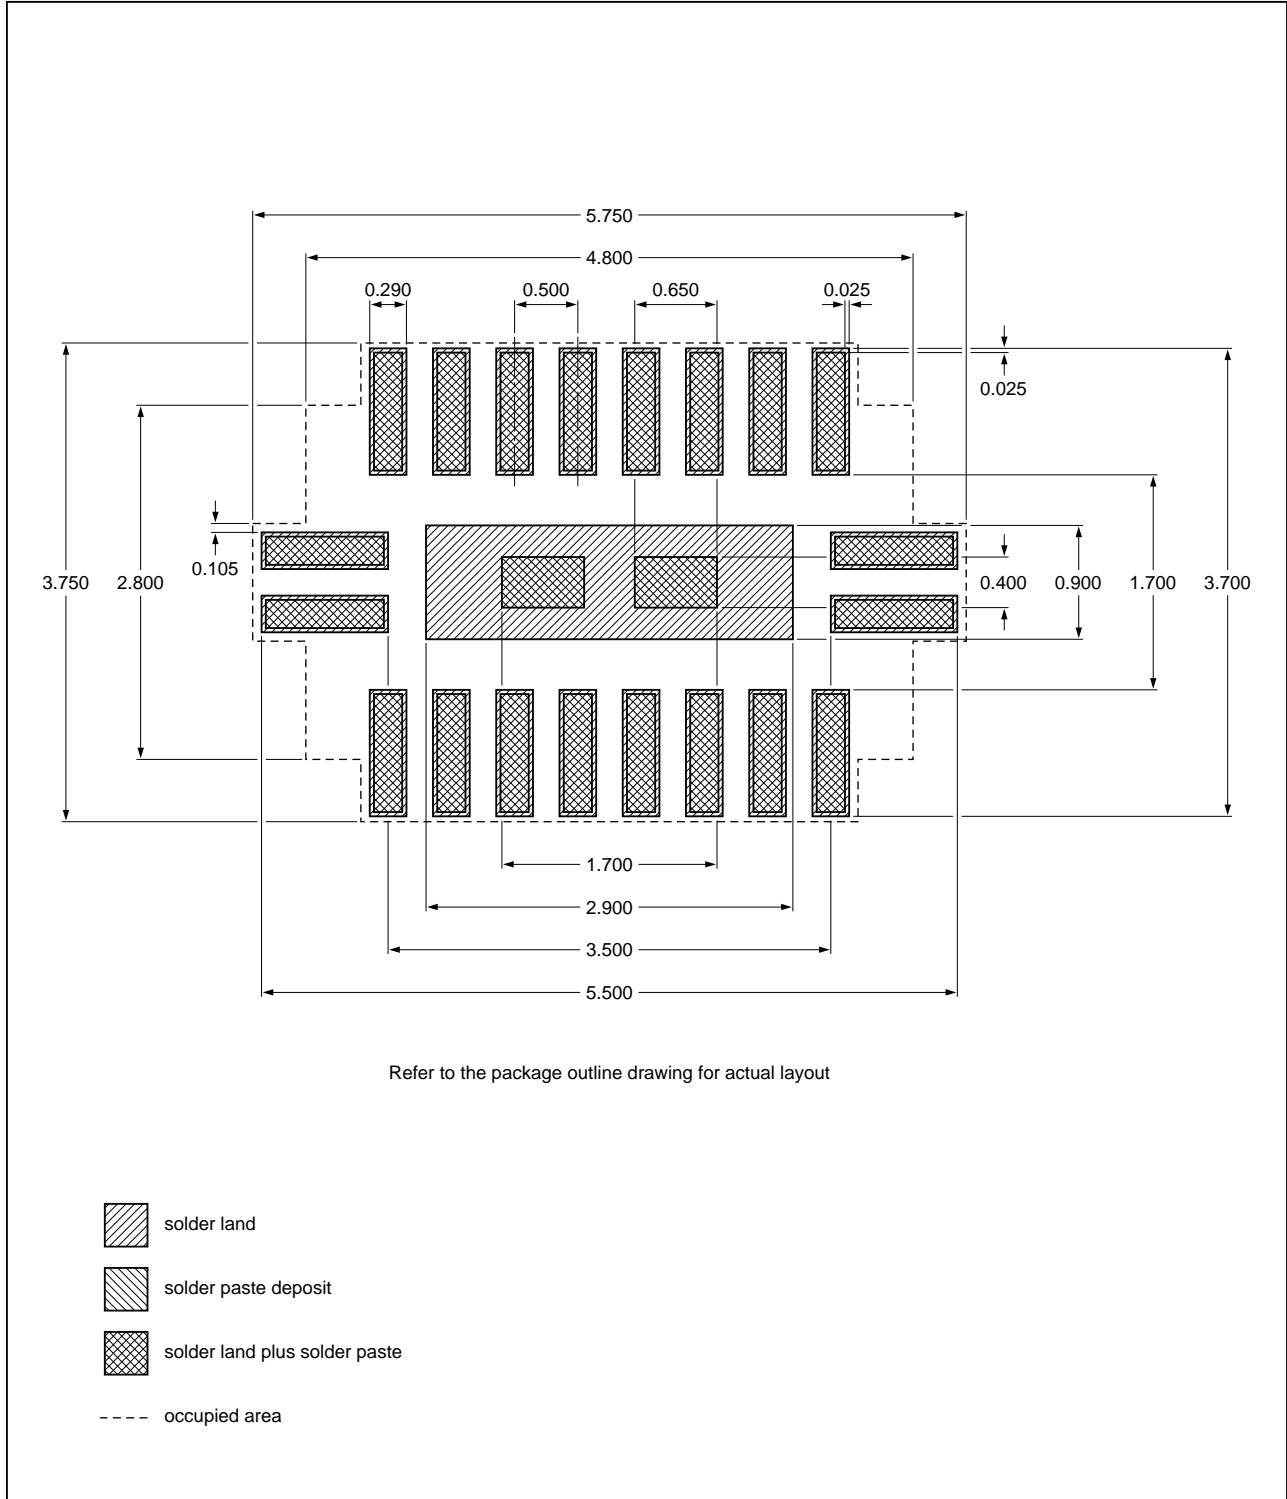 5.750
4.800
0.290 0.500 0.650 0.025
0.025
0.105
3.750 2.800 0.400 0.900 1.700 3.700
1.700
2.900
3.500
5.500
Refer to the package outline drawing for actual layout
solder land
solder paste deposit
solder land plus solder paste
occupied area